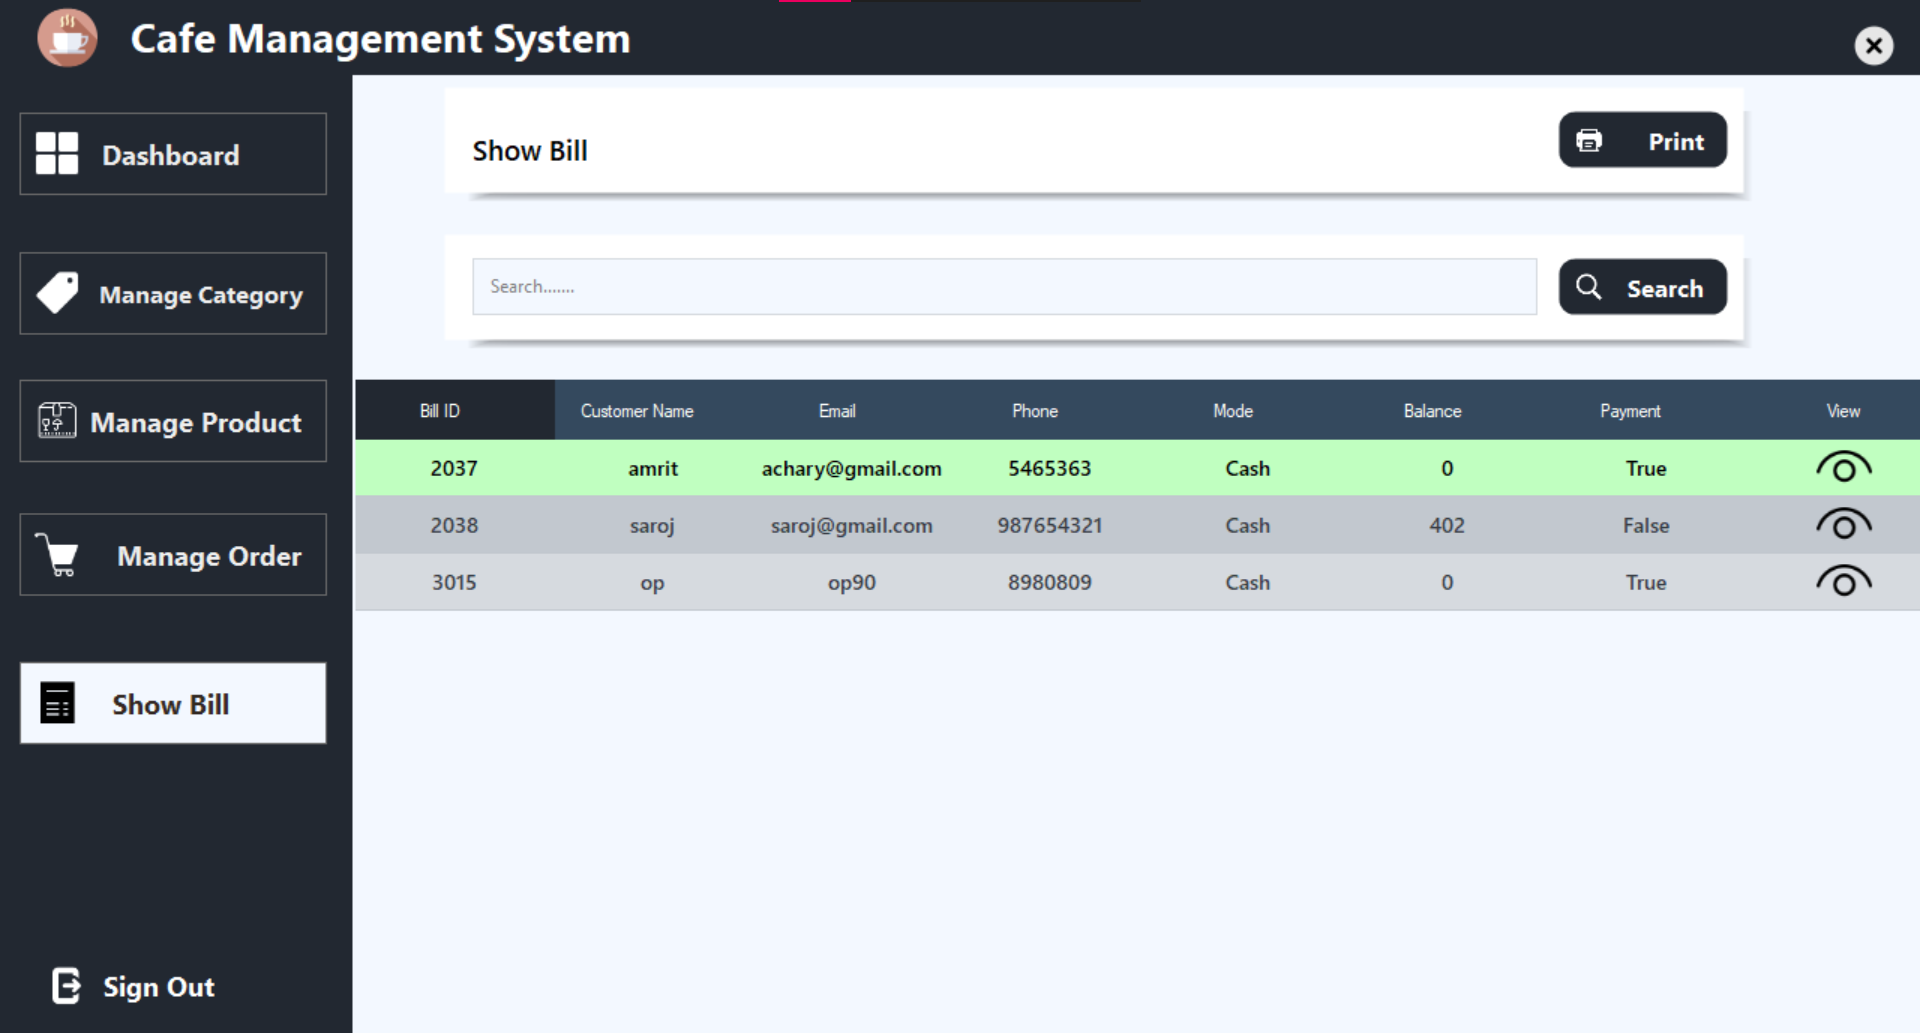 Cafe Management System
Dashboard
Manage Category
Manage Product
Manage Order
Show Bill
Sign Out
Show Bill
Print
Search.......
Search
Bill ID Customer Name Email Phone Mode Balance Payment View
2037 amrit achary@gmail.com 5465363 Cash 0 True
2038 saroj saroj@gmail.com 987654321 Cash 402 False
3015 op op90 8980809 Cash 0 True